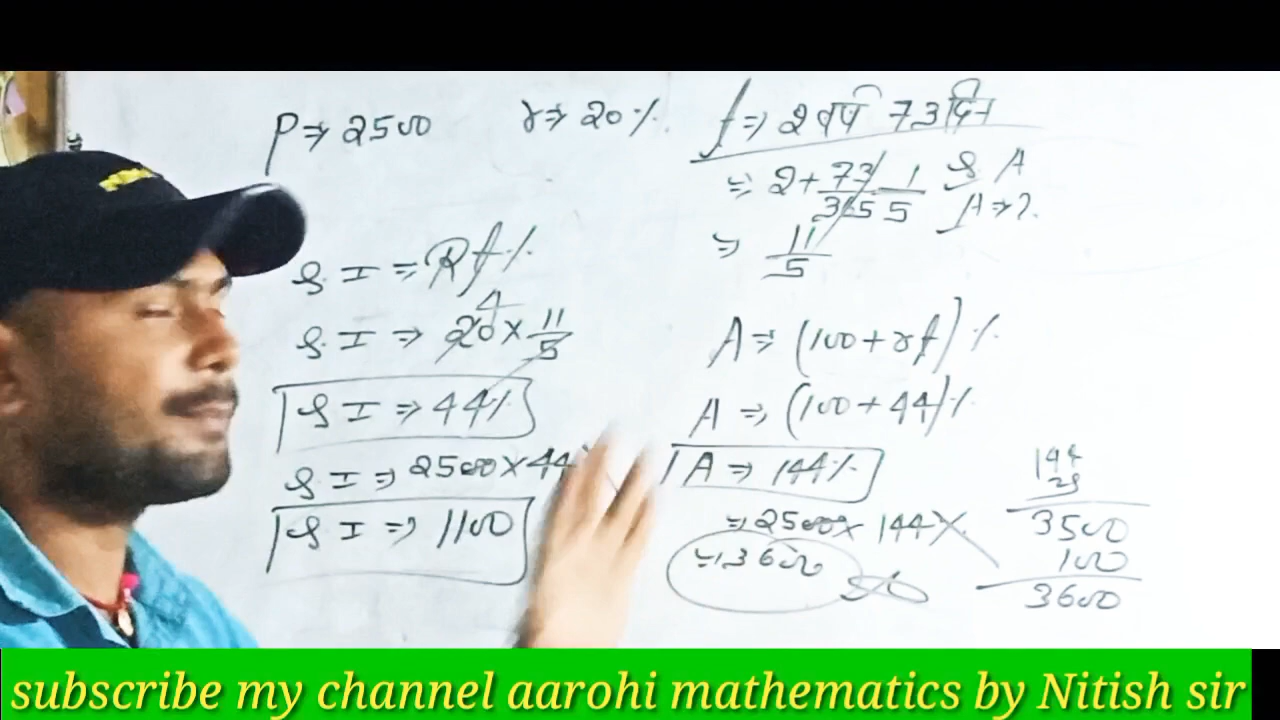 P ⇒ 2500 r ⇒ 20% t ⇒ 2 वर्ष 73 दिन
⇒ 2 + 73/365 1/5 SI A
A ⇒ ?
⇒ 11/5
S.I ⇒ Rt%
4
S.I ⇒ 20 × 11/5
S.I ⇒ 44%
S.I ⇒ 2500 × 44%
S.I ⇒ 1100
A ⇒ (100 + rt)%
A ⇒ (100 + 44)%
A ⇒ 144%
⇒ 2500 × 144%
⇒ 3600
144
25
3500
100
3600
subscribe my channel aarohi mathematics by Nitish sir